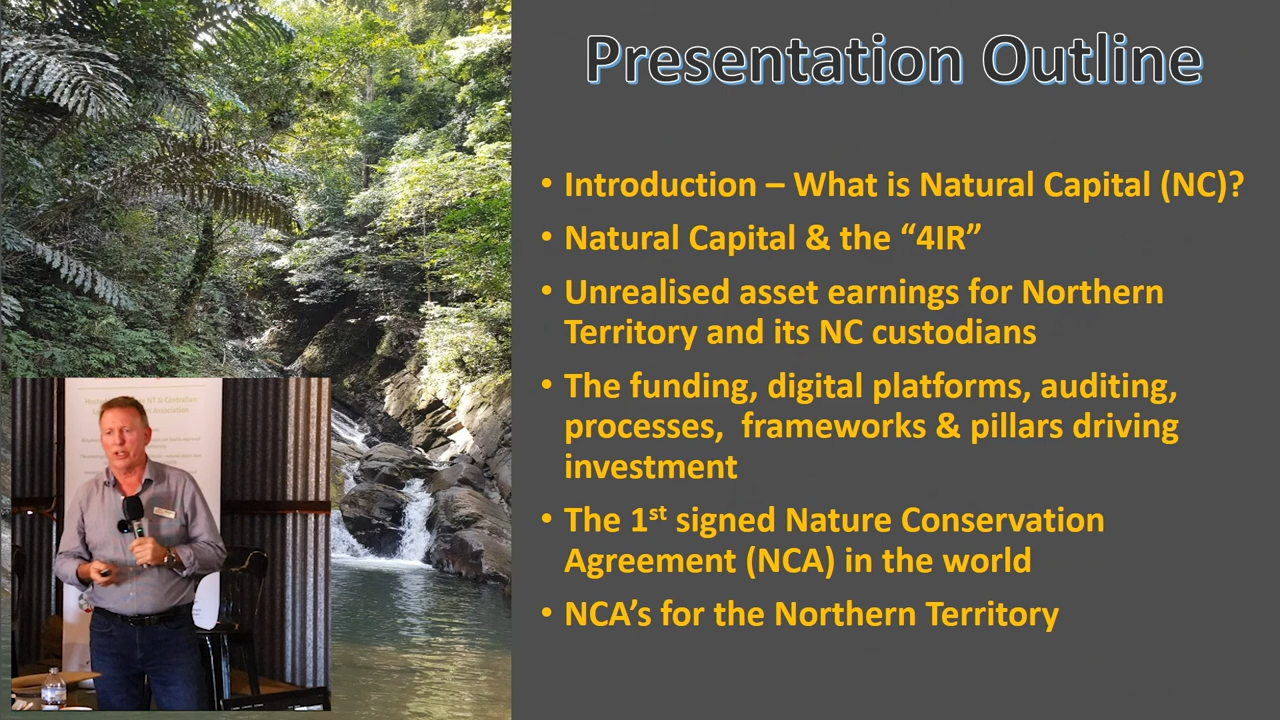 Presentation Outline
• Introduction – What is Natural Capital (NC)?
• Natural Capital & the “4IR”
• Unrealised asset earnings for Northern
Territory and its NC custodians
• The funding, digital platforms, auditing,
processes,  frameworks & pillars driving
investment
• The 1st signed Nature Conservation
Agreement (NCA) in the world
• NCA’s for the Northern Territory